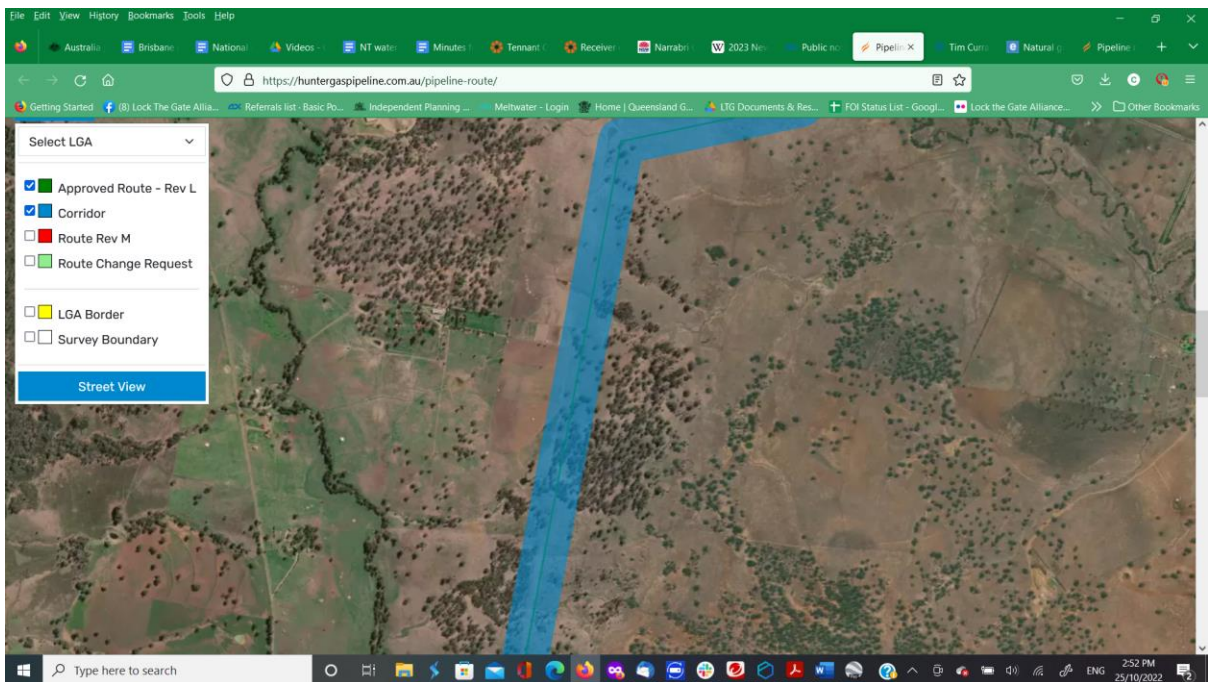 File Edit View History Bookmarks Tools Help
Australia Brisbane National Videos - NT water Minutes Tennant Receiver Narrabri 2023 Nev Public no Pipelin Tim Curra Natural g Pipeline
https://huntergaspipeline.com.au/pipeline-route/
Getting Started (8) Lock The Gate Allia... Referrals list - Basic Po... Independent Planning ... Meltwater - Login Home | Queensland G... LTG Documents & Res... FOI Status List - Googl... Lock the Gate Alliance... Other Bookmarks
Select LGA
Approved Route - Rev L
Corridor
Route Rev M
Route Change Request
LGA Border
Survey Boundary
Street View
Type here to search ENG 2:52 PM
25/10/2022